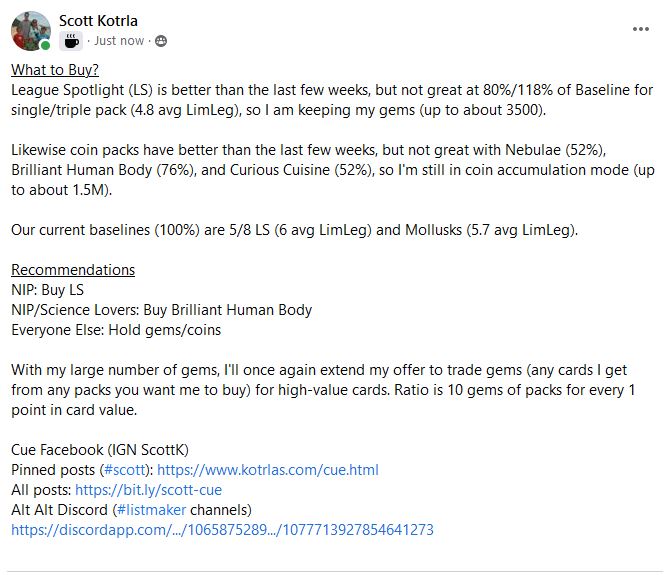 Scott Kotrla
· Just now ·
What to Buy?
League Spotlight (LS) is better than the last few weeks, but not great at 80%/118% of Baseline for
single/triple pack (4.8 avg LimLeg), so I am keeping my gems (up to about 3500).
Likewise coin packs have better than the last few weeks, but not great with Nebulae (52%),
Brilliant Human Body (76%), and Curious Cuisine (52%), so I'm still in coin accumulation mode (up
to about 1.5M).
Our current baselines (100%) are 5/8 LS (6 avg LimLeg) and Mollusks (5.7 avg LimLeg).
Recommendations
NIP: Buy LS
NIP/Science Lovers: Buy Brilliant Human Body
Everyone Else: Hold gems/coins
With my large number of gems, I'll once again extend my offer to trade gems (any cards I get
from any packs you want me to buy) for high-value cards. Ratio is 10 gems of packs for every 1
point in card value.
Cue Facebook (IGN ScottK)
Pinned posts (#scott): https://www.kotrlas.com/cue.html
All posts: https://bit.ly/scott-cue
Alt Alt Discord (#listmaker channels)
https://discordapp.com/.../1065875289.../1077713927854641273